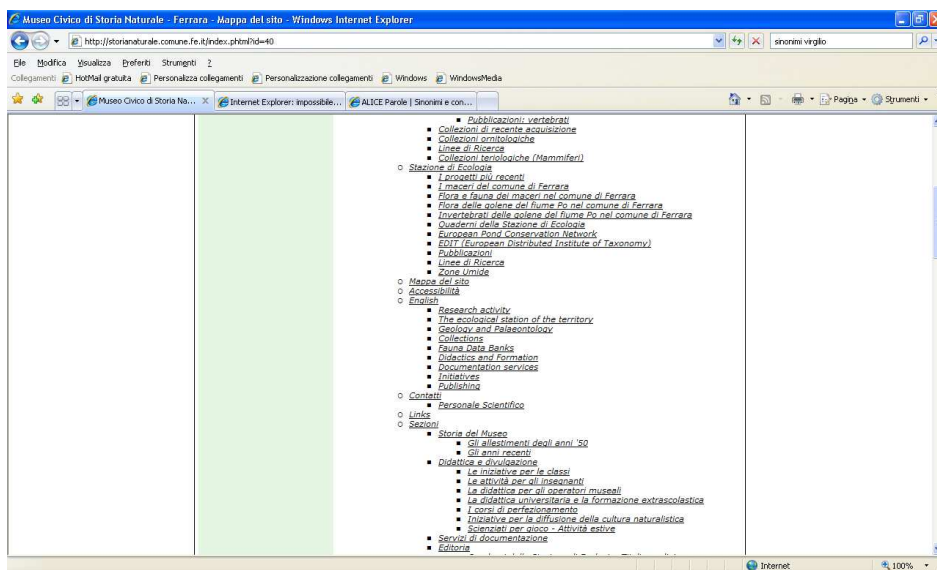 Museo Civico di Storia Naturale - Ferrara - Mappa del sito - Windows Internet Explorer
http://storianaturale.comune.fe.it/index.phtml?id=40
sinonimi virgilio
File Modifica Visualizza Preferiti Strumenti ?
Collegamenti HotMail gratuita Personalizza collegamenti Personalizzazione collegamenti Windows WindowsMedia
Museo Civico di Storia Na... Internet Explorer: impossibile... ALICE Parole | Sinonimi e con... Pagina Strumenti
Pubblicazioni: vertebrati
Collezioni di recente acquisizione
Collezioni ornitologiche
Linee di Ricerca
Collezioni teriologiche (Mammiferi)
Stazione di Ecologia
I progetti più recenti
I maceri del comune di Ferrara
Flora e fauna dei maceri nel comune di Ferrara
Flora delle golene del fiume Po nel comune di Ferrara
Invertebrati delle golene del fiume Po nel comune di Ferrara
Quaderni della Stazione di Ecologia
European Pond Conservation Network
EDIT (European Distributed Institute of Taxonomy)
Pubblicazioni
Linee di Ricerca
Zone Umide
Mappa del sito
Accessibilità
English
Research activity
The ecological station of the territory
Geology and Palaeontology
Collections
Fauna Data Banks
Didactics and Formation
Documentation services
Initiatives
Publishing
Contatti
Personale Scientifico
Links
Sezioni
Storia del Museo
Gli allestimenti degli anni '50
Gli anni recenti
Didattica e divulgazione
Le iniziative per le classi
Le attività per gli insegnanti
La didattica per gli operatori museali
La didattica universitaria e la formazione extrascolastica
I corsi di perfezionamento
Iniziative per la diffusione della cultura naturalistica
Scienziati per gioco - Attività estive
Servizi di documentazione
Editoria
Internet 100%